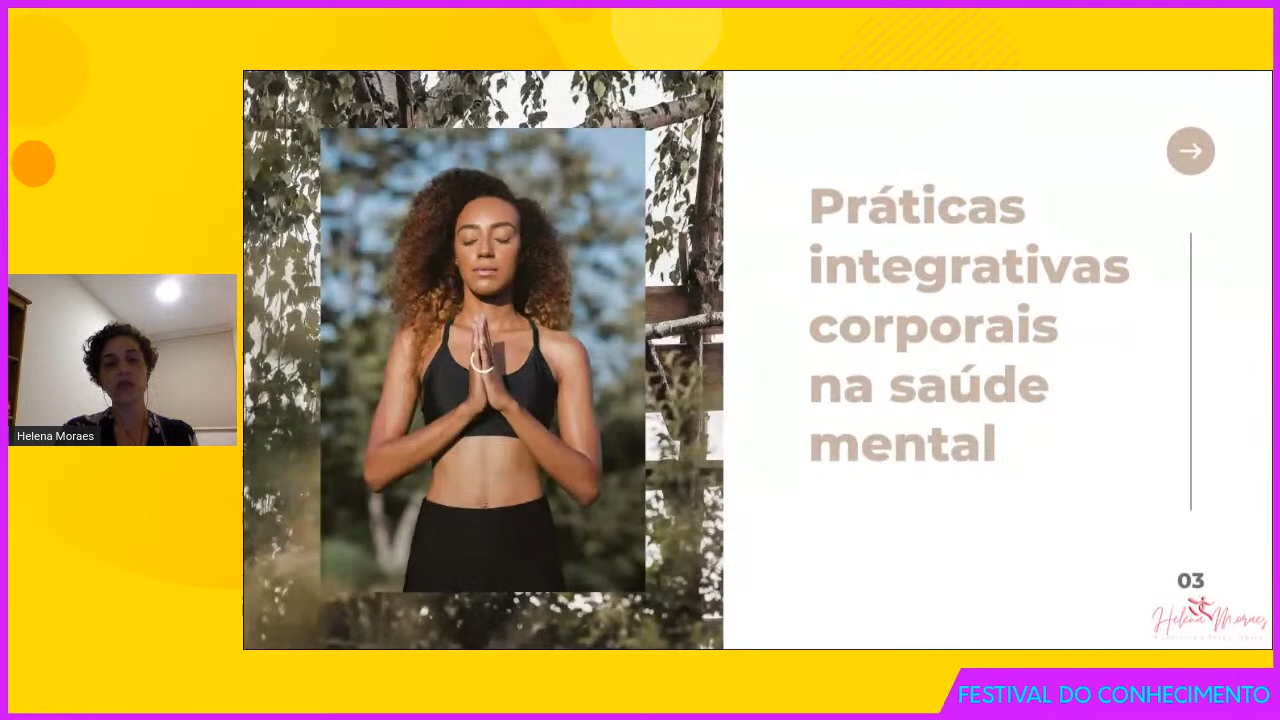 Práticas
integrativas
corporais
na saúde
mental
Helena Moraes
03
Helena Moraes
FESTIVAL DO CONHECIMENTO